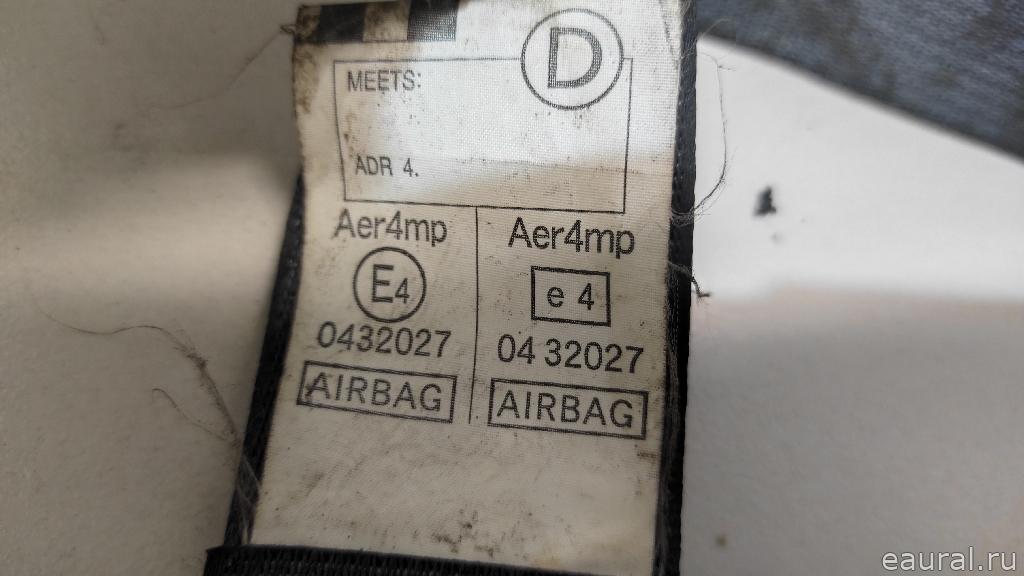 D
MEETS:
ADR 4.
Aer4mp
E4
0432027
AIRBAG
Aer4mp
e 4
04 32027
AIRBAG
eaural.ru